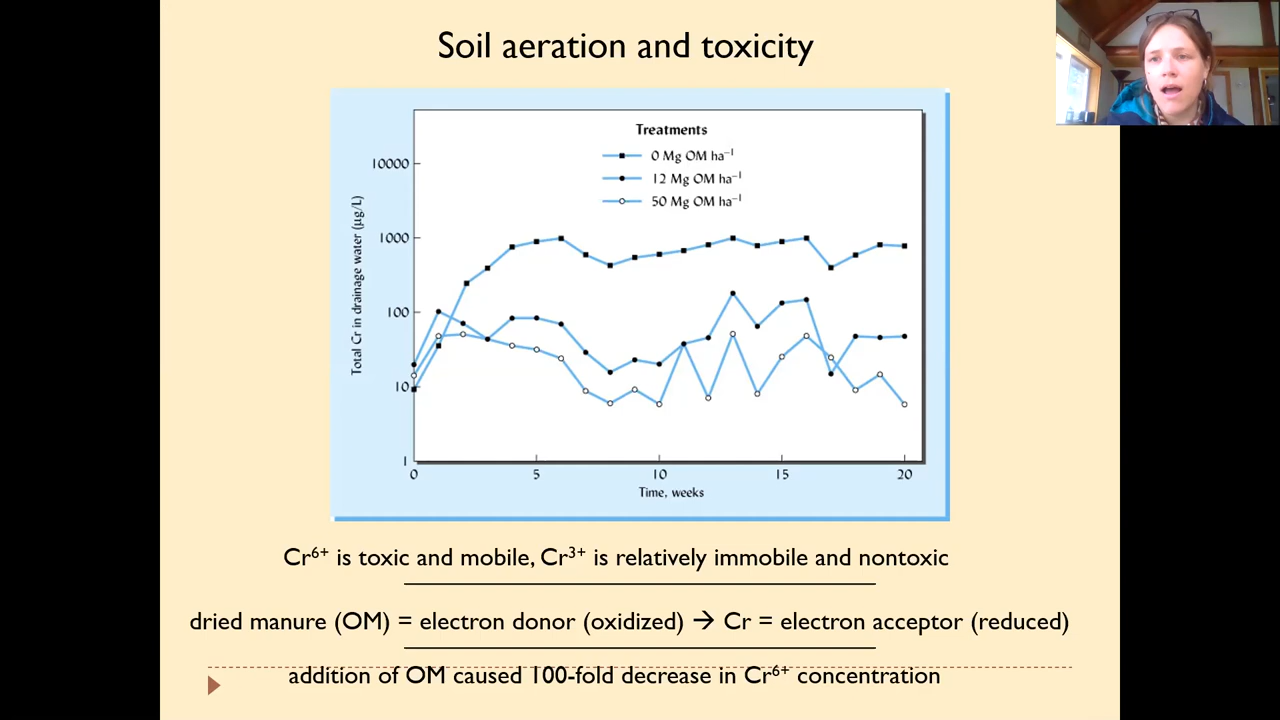 Soil aeration and toxicity
Treatments
0 Mg OM ha⁻¹
12 Mg OM ha⁻¹
50 Mg OM ha⁻¹
Total Cr in drainage water (µg/L)
10000
1000
100
10
1
0 5 10 15 20
Time, weeks
Cr⁶⁺ is toxic and mobile, Cr³⁺ is relatively immobile and nontoxic
dried manure (OM) = electron donor (oxidized) → Cr = electron acceptor (reduced)
addition of OM caused 100-fold decrease in Cr⁶⁺ concentration